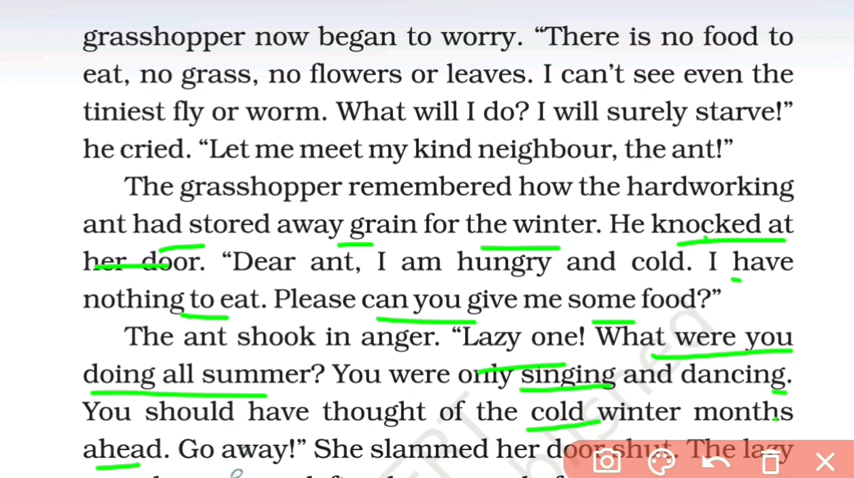 grasshopper now began to worry. “There is no food to
eat, no grass, no flowers or leaves. I can’t see even the
tiniest fly or worm. What will I do? I will surely starve!”
he cried. “Let me meet my kind neighbour, the ant!”
The grasshopper remembered how the hardworking
ant had stored away grain for the winter. He knocked at
her door. “Dear ant, I am hungry and cold. I have
nothing to eat. Please can you give me some food?”
The ant shook in anger. “Lazy one! What were you
doing all summer? You were only singing and dancing.
You should have thought of the cold winter months
ahead. Go away!” She slammed her door shut. The lazy